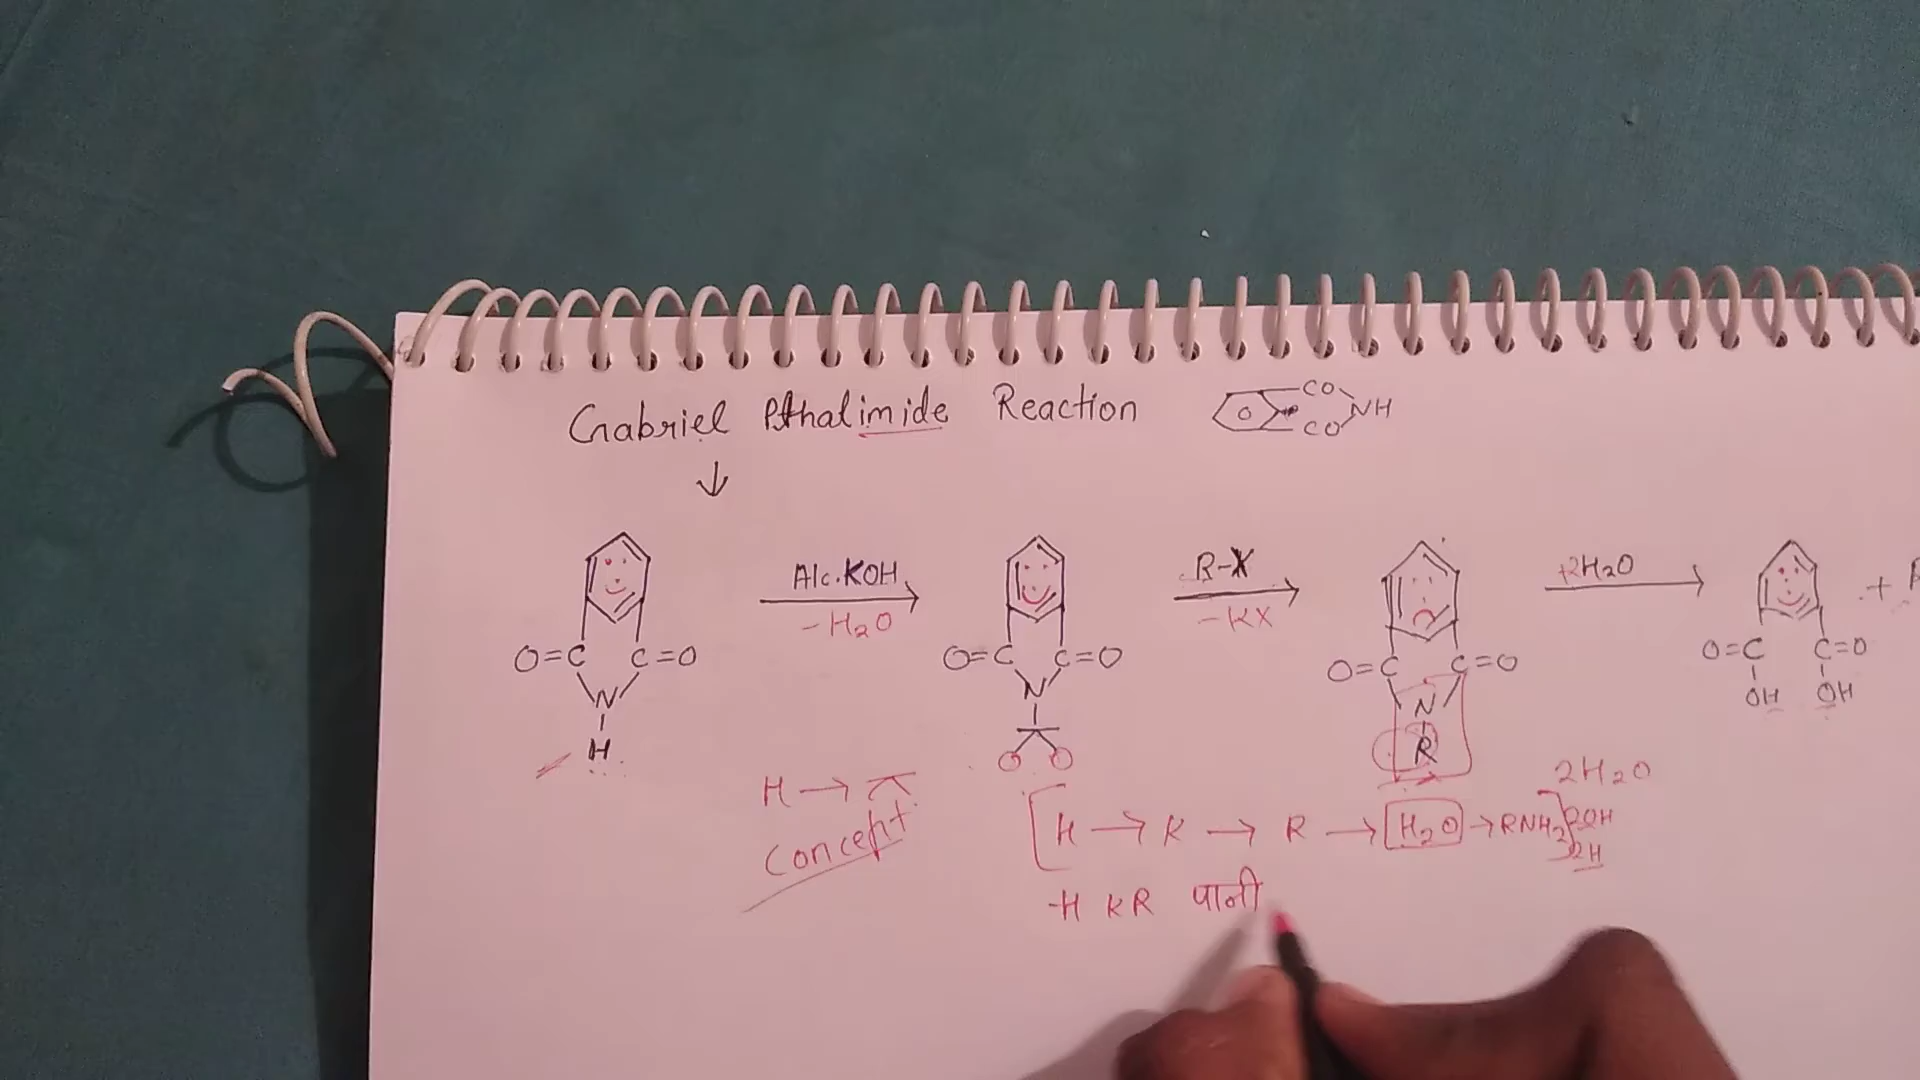 Gabriel Pthalimide Reaction
CO
CO
NH
↓
Alc.KOH
-H₂O
R-X
-KX
+2H₂O
+
O=C C=O
N
H
O=C C=O
N
K
O=C C=O
N
R
O=C C=O
OH OH
H → K
Concept
2H₂O
[H → K → R → H₂O → RNH₂]
2OH
2H
H K R पानी